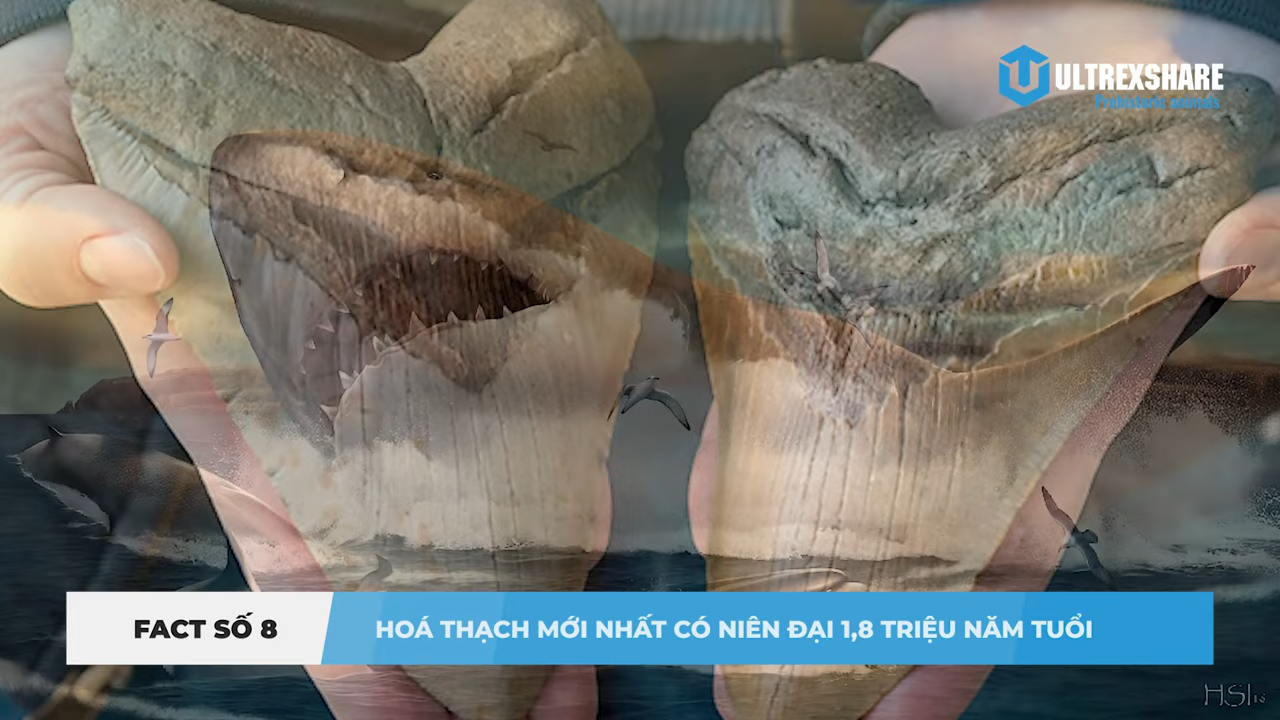 ULTREXSHARE
Prehistoric animals
FACT SỐ 8
HOÁ THẠCH MỚI NHẤT CÓ NIÊN ĐẠI 1,8 TRIỆU NĂM TUỔI
HSI